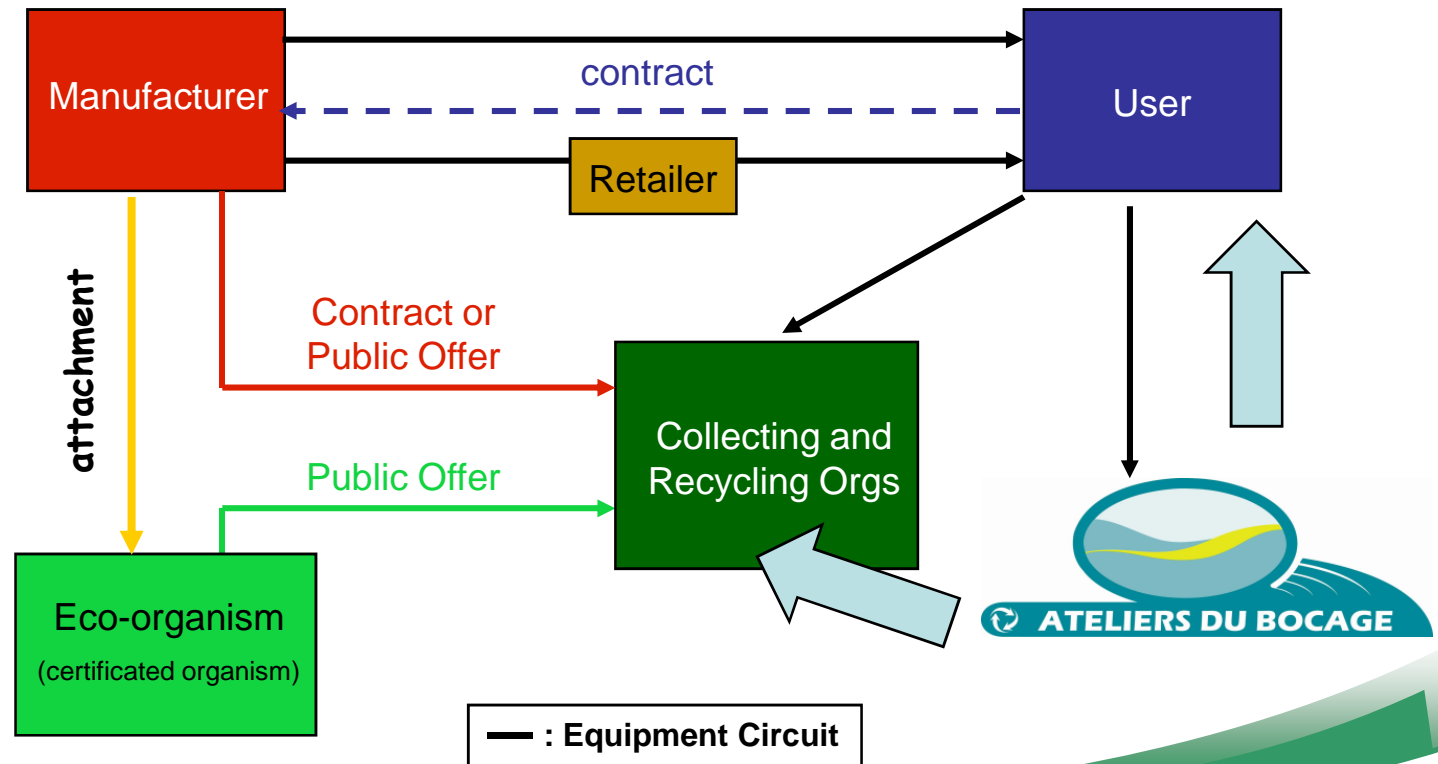 Manufacturer
contract
User
Retailer
attachment
Contract or
Public Offer
Collecting and
Recycling Orgs
Public Offer
Eco-organism
(certificated organism)
ATELIERS DU BOCAGE
: Equipment Circuit